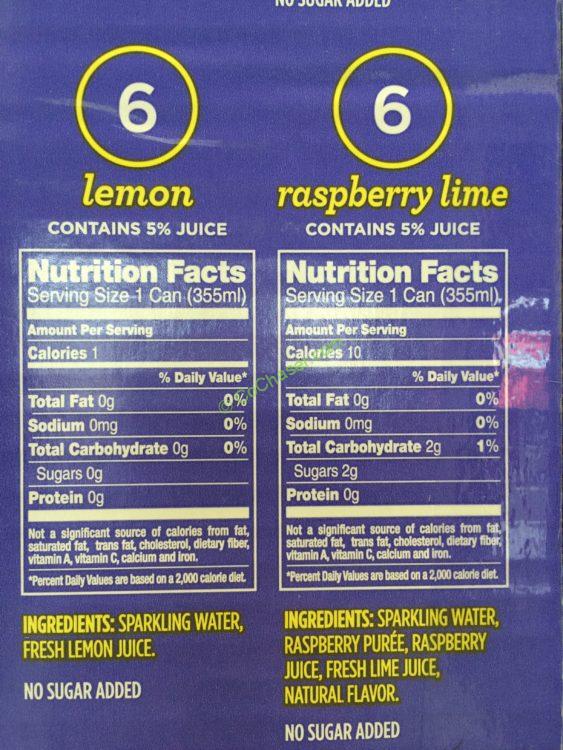 NO SUGAR ADDED
6
lemon
CONTAINS 5% JUICE
Nutrition Facts
Serving Size 1 Can (355ml)
Amount Per Serving
Calories 1
% Daily Value*
Total Fat 0g 0%
Sodium 0mg 0%
Total Carbohydrate 0g 0%
Sugars 0g
Protein 0g
Not a significant source of calories from fat,
saturated fat, trans fat, cholesterol, dietary fiber,
vitamin A, vitamin C, calcium and iron.
*Percent Daily Values are based on a 2,000 calorie diet.
INGREDIENTS: SPARKLING WATER,
FRESH LEMON JUICE.
NO SUGAR ADDED
6
raspberry lime
CONTAINS 5% JUICE
Nutrition Facts
Serving Size 1 Can (355ml)
Amount Per Serving
Calories 10
% Daily Value*
Total Fat 0g 0%
Sodium 0mg 0%
Total Carbohydrate 2g 1%
Sugars 2g
Protein 0g
Not a significant source of calories from fat,
saturated fat, trans fat, cholesterol, dietary fiber,
vitamin A, vitamin C, calcium and iron.
*Percent Daily Values are based on a 2,000 calorie diet.
INGREDIENTS: SPARKLING WATER,
RASPBERRY PURÉE, RASPBERRY
JUICE, FRESH LIME JUICE,
NATURAL FLAVOR.
NO SUGAR ADDED